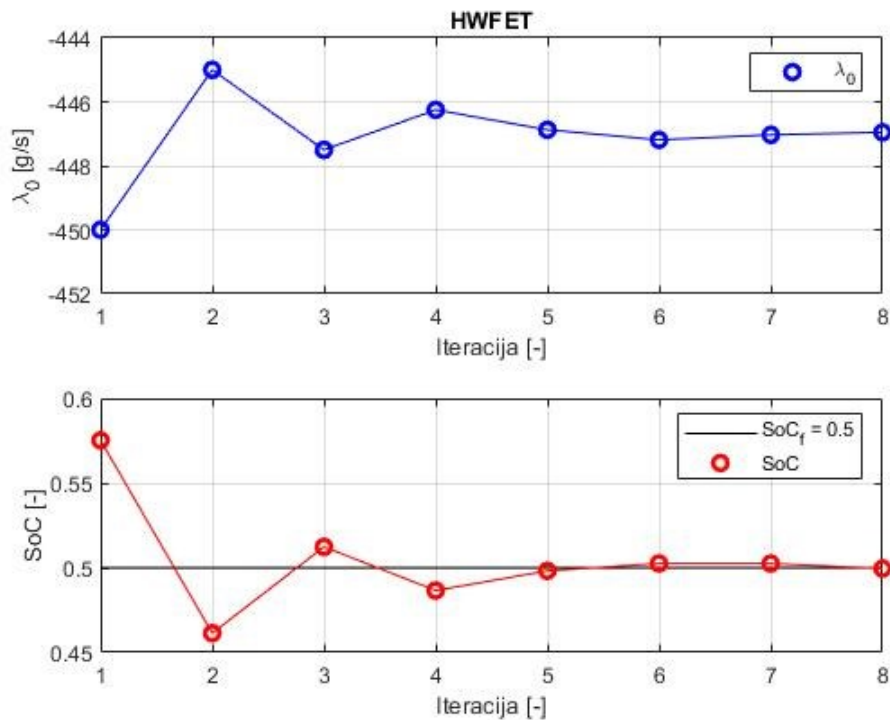 HWFET
-444
-446
-448
-450
-452
λ0 [g/s]
λ0
1 2 3 4 5 6 7 8
Iteracija [-]
0.6
0.55
0.5
0.45
SoC [-]
SoCf = 0.5
SoC
1 2 3 4 5 6 7 8
Iteracija [-]